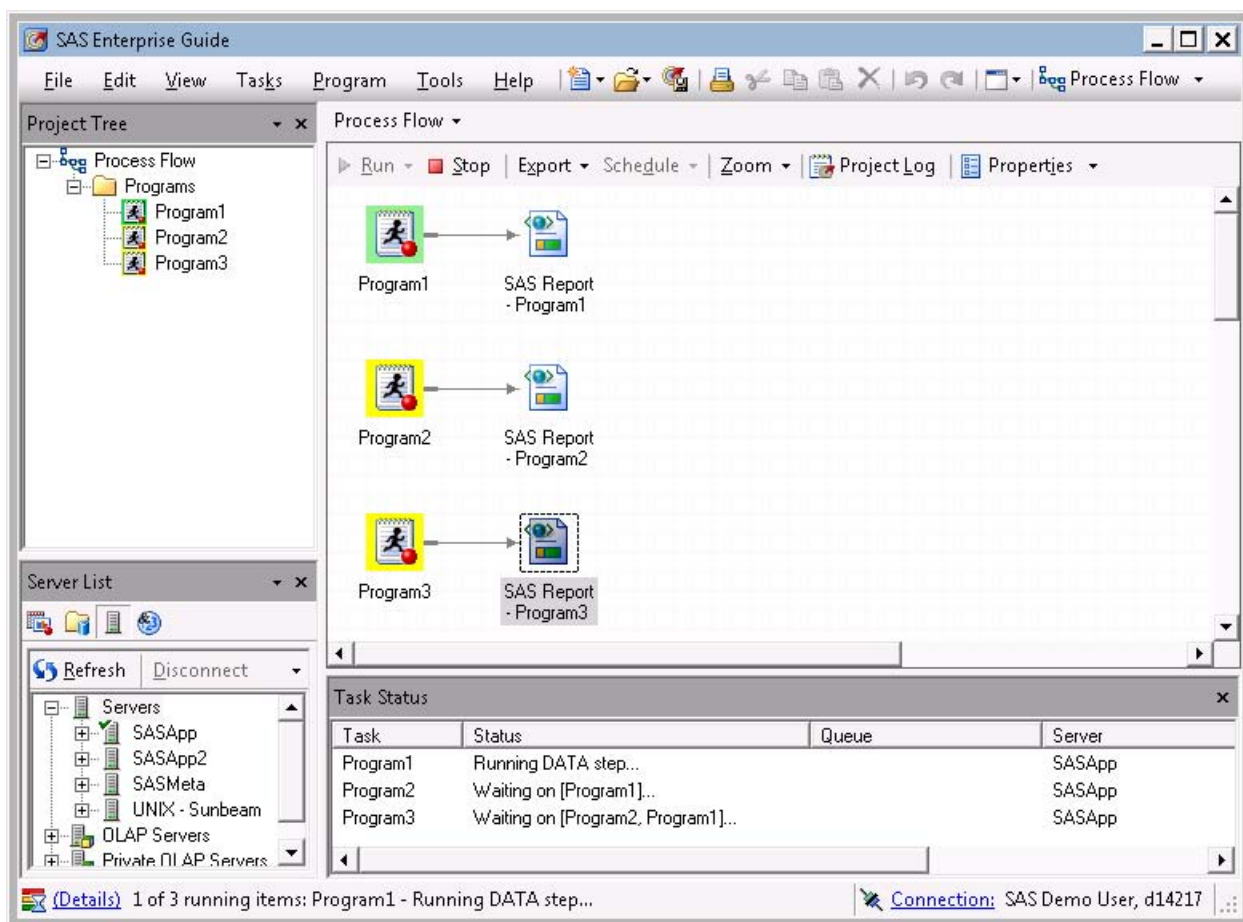 SAS Enterprise Guide
File Edit View Tasks Program Tools Help Process Flow
Project Tree
Process Flow
Programs
Program1
Program2
Program3
Process Flow
Run Stop Export Schedule Zoom Project Log Properties
Program1
SAS Report
- Program1
Program2
SAS Report
- Program2
Program3
SAS Report
- Program3
Server List
Refresh Disconnect
Servers
SASApp
SASApp2
SASMeta
UNIX - Sunbeam
OLAP Servers
Private OLAP Servers
Task Status
Task Status Queue Server
Program1 Running DATA step... SASApp
Program2 Waiting on [Program1]... SASApp
Program3 Waiting on [Program2, Program1]... SASApp
(Details) 1 of 3 running items: Program1 - Running DATA step... Connection: SAS Demo User, d14217